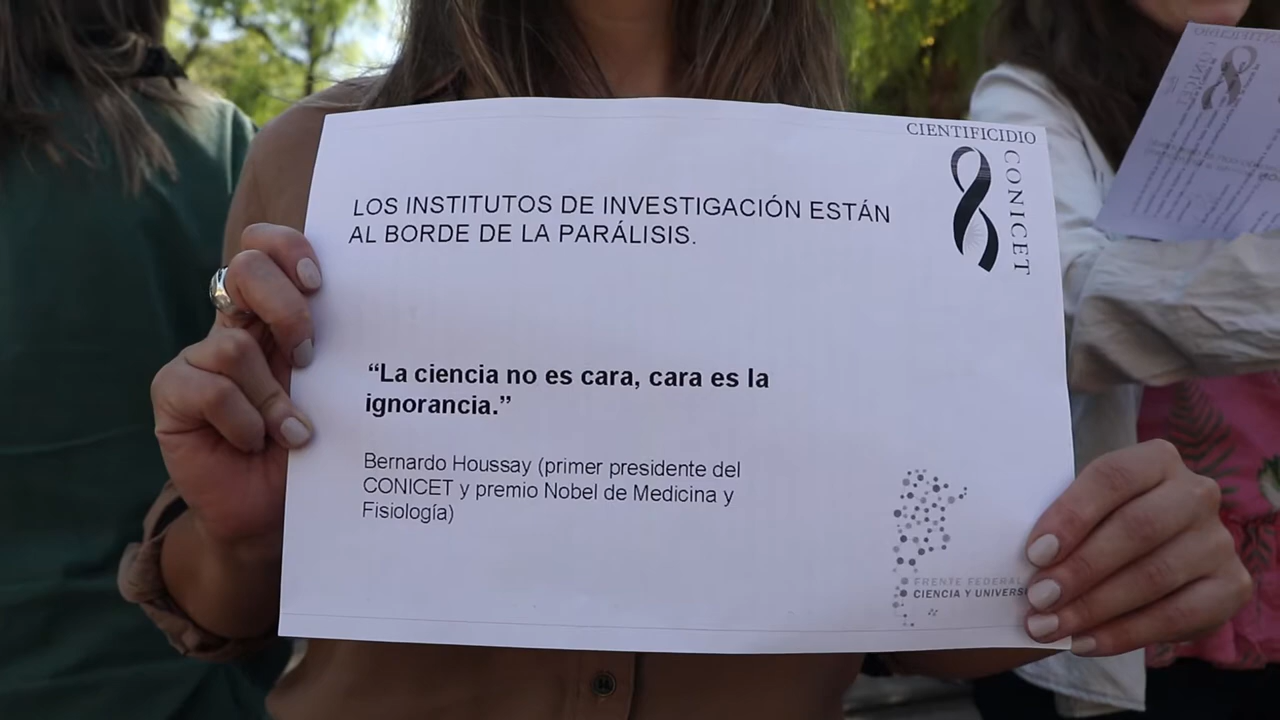 CIENTIFICIDIO
CONICET
LOS INSTITUTOS DE INVESTIGACIÓN ESTÁN
AL BORDE DE LA PARÁLISIS.
“La ciencia no es cara, cara es la
ignorancia.”
Bernardo Houssay (primer presidente del
CONICET y premio Nobel de Medicina y
Fisiología)
FRENTE FEDERAL
CIENCIA Y
CONICET